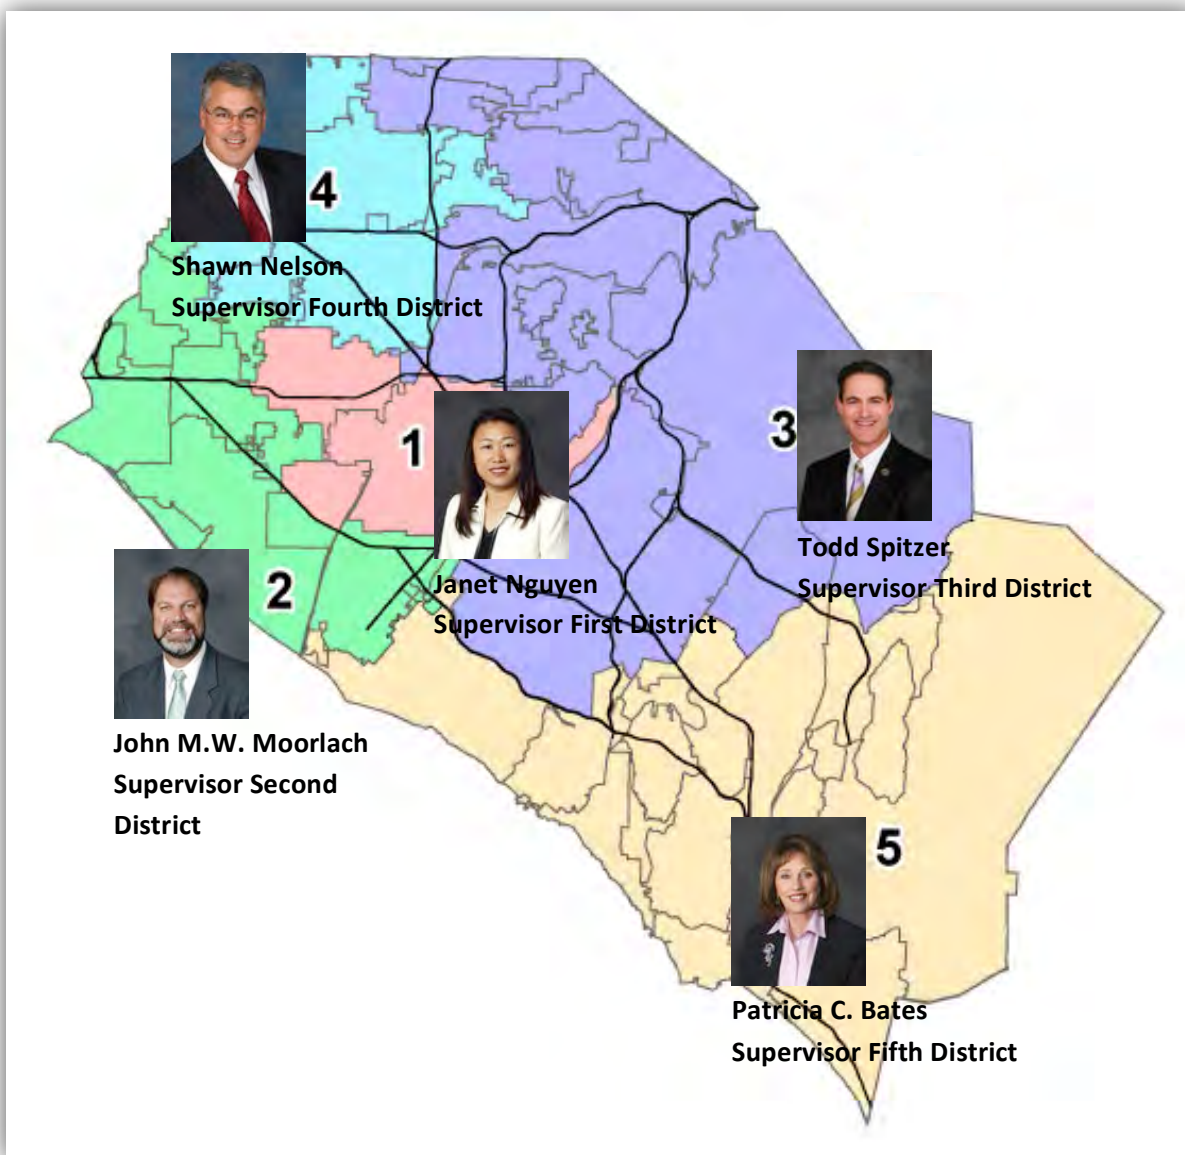 4
Shawn Nelson
Supervisor Fourth District
3
1
Todd Spitzer
Supervisor Third District
2
Janet Nguyen
Supervisor First District
John M.W. Moorlach
Supervisor Second
District
5
Patricia C. Bates
Supervisor Fifth District